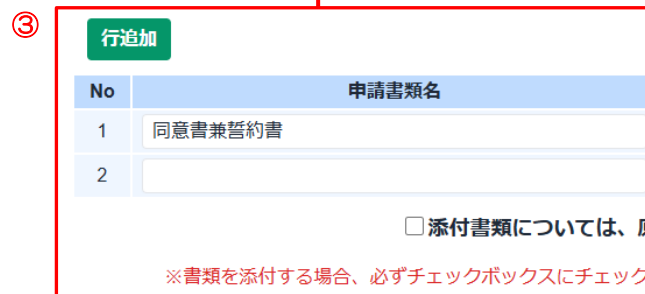 ③
行追加
No 申請書類名
1 同意書兼誓約書
2
添付書類については、
※書類を添付する場合、必ずチェックボックスにチェック